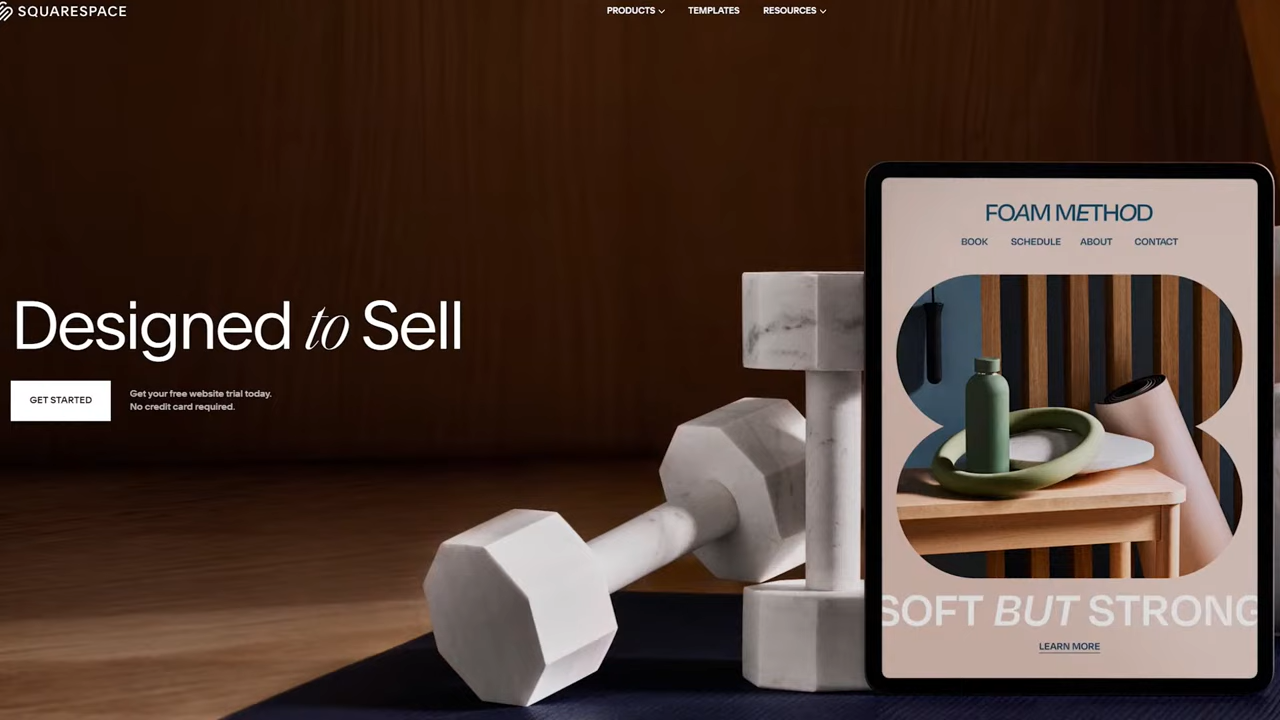 SQUARESPACE
PRODUCTS TEMPLATES RESOURCES
Designed to Sell
GET STARTED
Get your free website trial today.
No credit card required.
FOAM METHOD
BOOK SCHEDULE ABOUT CONTACT
SOFT BUT STRONG
LEARN MORE